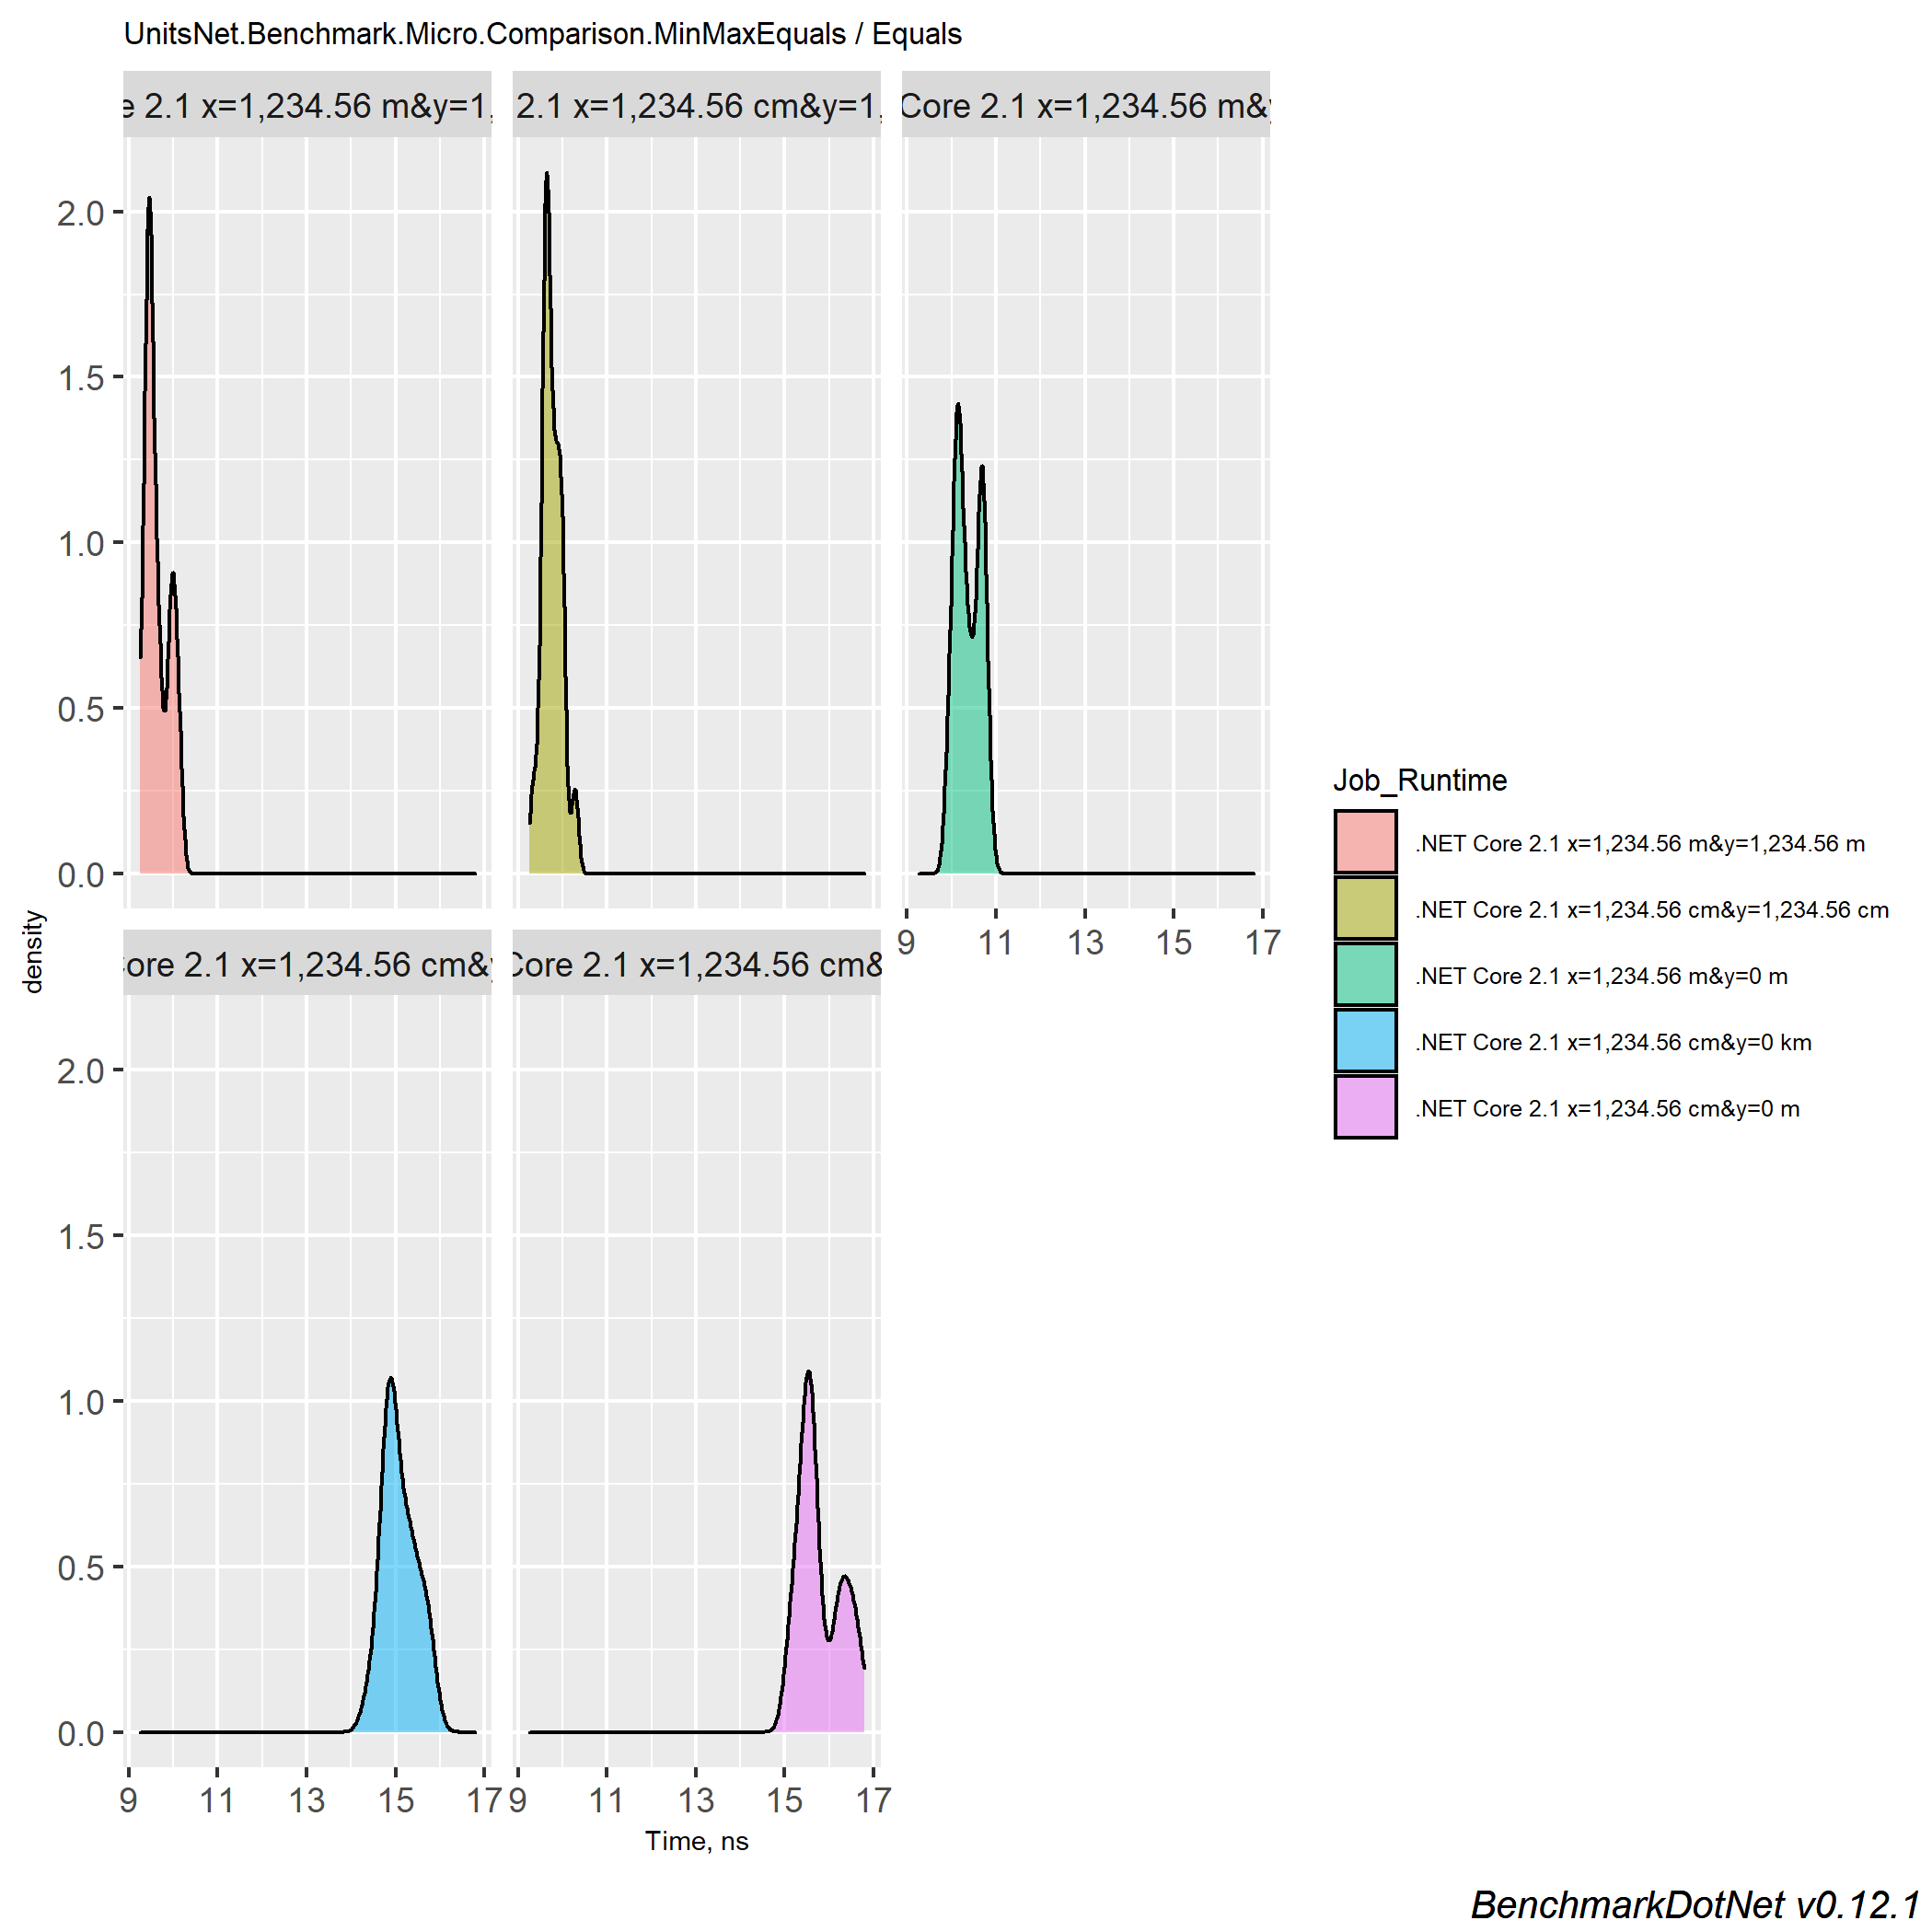 UnitsNet.Benchmark.Micro.Comparison.MinMaxEquals / Equals
e 2.1 x=1,234.56 m&y=1,
2.1 x=1,234.56 cm&y=1,
Core 2.1 x=1,234.56 m&y
2.0
1.5
1.0
0.5
0.0
9 11 13 15 17
density
Core 2.1 x=1,234.56 cm&y
Core 2.1 x=1,234.56 cm&
2.0
1.5
1.0
0.5
0.0
9 11 13 15 17
9 11 13 15 17
Time, ns
Job_Runtime
.NET Core 2.1 x=1,234.56 m&y=1,234.56 m
.NET Core 2.1 x=1,234.56 cm&y=1,234.56 cm
.NET Core 2.1 x=1,234.56 m&y=0 m
.NET Core 2.1 x=1,234.56 cm&y=0 km
.NET Core 2.1 x=1,234.56 cm&y=0 m
BenchmarkDotNet v0.12.1